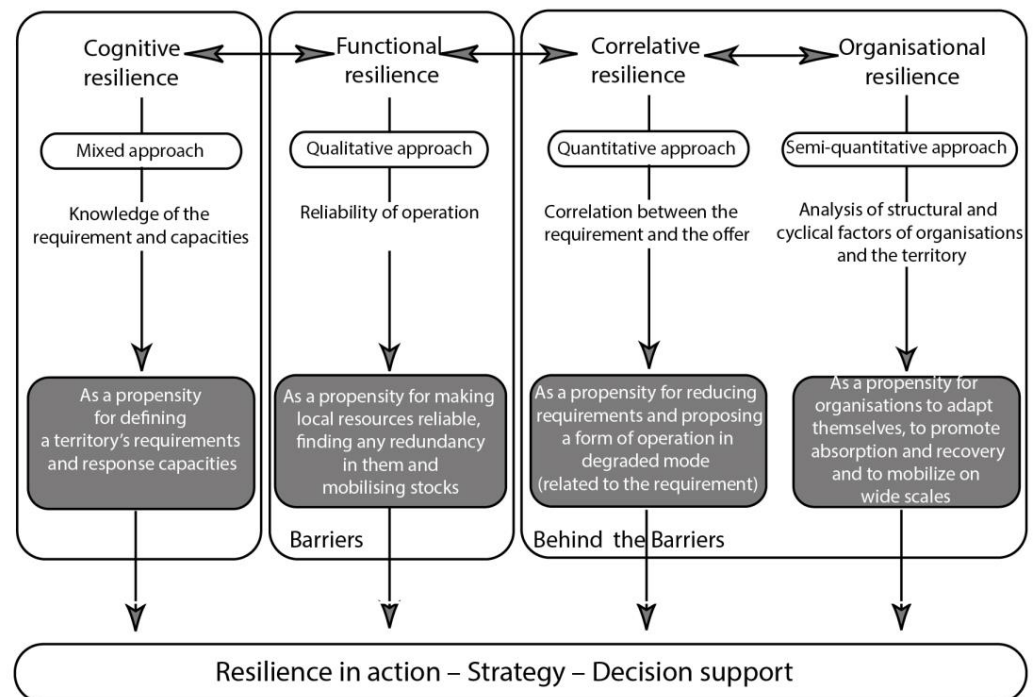 Cognitive
resilience
Functional
resilience
Correlative
resilience
Organisational
resilience
Mixed approach
Qualitative approach
Quantitative approach
Semi-quantitative approach
Knowledge of the
requirement and capacities
Reliability of operation
Correlation between the
requirement and the offer
Analysis of structural and
cyclical factors of organisations
and the territory
As a propensity
for defining
a territory's requirements
and response capacities
As a propensity for making
local resources reliable,
finding any redundancy
in them and
mobilising stocks
As a propensity for reducing
requirements and proposing
a form of operation in
degraded mode
(related to the requirement)
As a propensity for
organisations to adapt
themselves, to promote
absorption and recovery
and to mobilize on
wide scales
Barriers
Behind the Barriers
Resilience in action – Strategy – Decision support